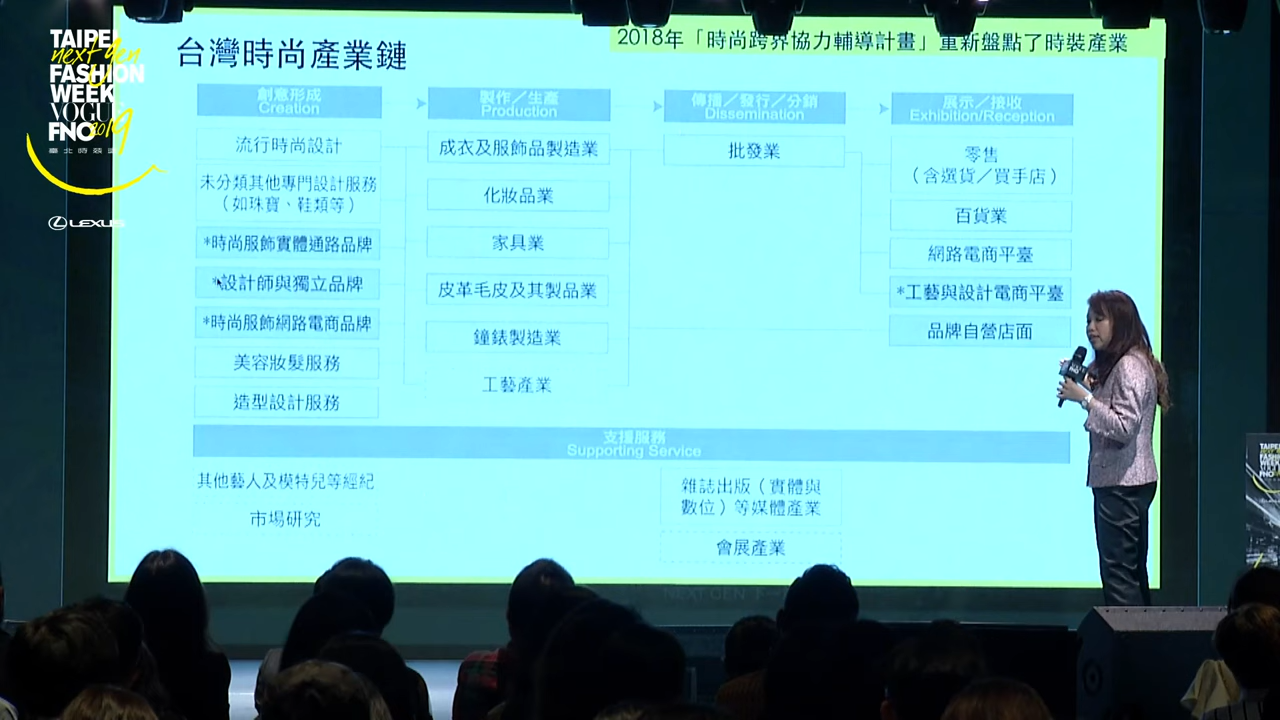 TAIPEI
next gen
FASHION
WEEK
VOGUE
FNO 2019
LEXUS
台灣時尚產業鏈
2018年「時尚跨界協力輔導計畫」重新盤點了時裝產業
創意形成
Creation
流行時尚設計
未分類其他專門設計服務
（如珠寶、鞋類等）
*時尚服飾實體通路品牌
*設計師與獨立品牌
*時尚服飾網路電商品牌
美容妝髮服務
造型設計服務
製作／生產
Production
成衣及服飾品製造業
化妝品業
家具業
皮革毛皮及其製品業
鐘錶製造業
工藝產業
傳播／發行／分銷
Dissemination
批發業
展示／接收
Exhibition/Reception
零售
（含選貨／買手店）
百貨業
網路電商平臺
*工藝與設計電商平臺
品牌自營店面
支援服務
Supporting Service
其他藝人及模特兒等經紀
市場研究
雜誌出版（實體與
數位）等媒體產業
會展產業